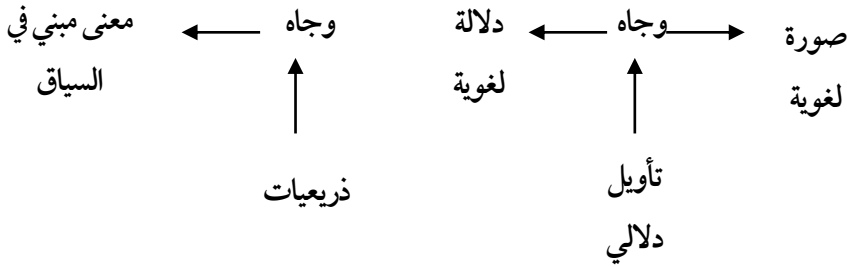 صورة
لغوية
وجاه
دلالة
لغوية
وجاه
معنى مبني في
السياق
تأويل
دلالي
ذريعيات